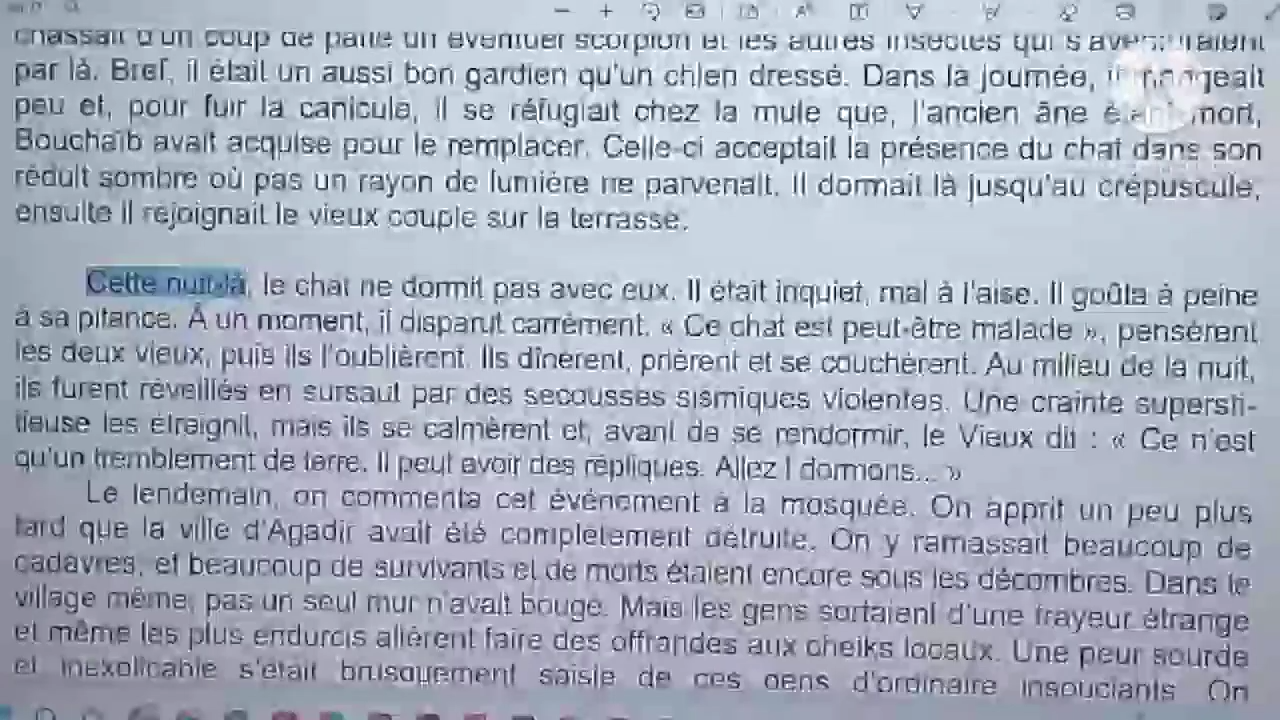 chassait d'un coup de patte un éventuel scorpion et les autres insectes qui s'aventuraient
par là. Bref, il était un aussi bon gardien qu'un chien dressé. Dans la journée, il mangeait
peu et, pour fuir la canicule, il se réfugiait chez la mule que, l'ancien âne étant mort,
Bouchaïb avait acquise pour le remplacer. Celle-ci acceptait la présence du chat dans son
réduit sombre où pas un rayon de lumière ne parvenait. Il dormait là jusqu'au crépuscule,
ensuite il rejoignait le vieux couple sur la terrasse.
Cette nuit-là, le chat ne dormit pas avec eux. Il était inquiet, mal à l'aise. Il goûta à peine
à sa pitance. À un moment, il disparut carrément. « Ce chat est peut-être malade », pensèrent
les deux vieux, puis ils l'oublièrent. Ils dînèrent, prièrent et se couchèrent. Au milieu de la nuit,
ils furent réveillés en sursaut par des secousses sismiques violentes. Une crainte supersti-
tieuse les étreignit, mais ils se calmèrent et, avant de se rendormir, le Vieux dit : « Ce n'est
qu'un tremblement de terre. Il peut avoir des répliques. Allez ! dormons... »
Le lendemain, on commenta cet événement à la mosquée. On apprit un peu plus
tard que la ville d'Agadir avait été complètement détruite. On y ramassait beaucoup de
cadavres, et beaucoup de survivants et de morts étaient encore sous les décombres. Dans le
village même, pas un seul mur n'avait bougé. Mais les gens sortaient d'une frayeur étrange
et même les plus endurcis allèrent faire des offrandes aux cheiks locaux. Une peur sourde
et inexplicable s'était brusquement saisie de ces gens d'ordinaire insouciants. On